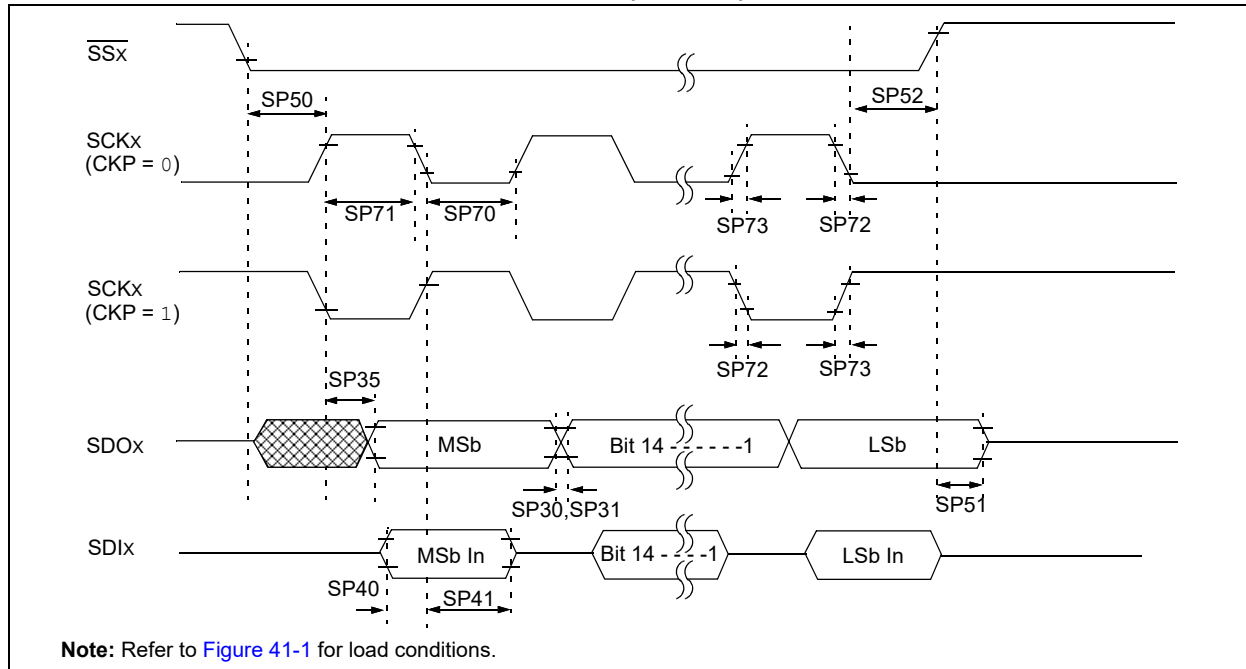 SSx
SP50
SP52
SCKx
(CKP = 0)
SP71
SP70
SP73
SP72
SCKx
(CKP = 1)
SP72
SP73
SP35
SDOx
MSb
Bit 14 - - - - - -1
LSb
SP30,SP31
SP51
SDIx
MSb In
Bit 14 - - - -1
LSb In
SP40
SP41
Note: Refer to Figure 41-1 for load conditions.